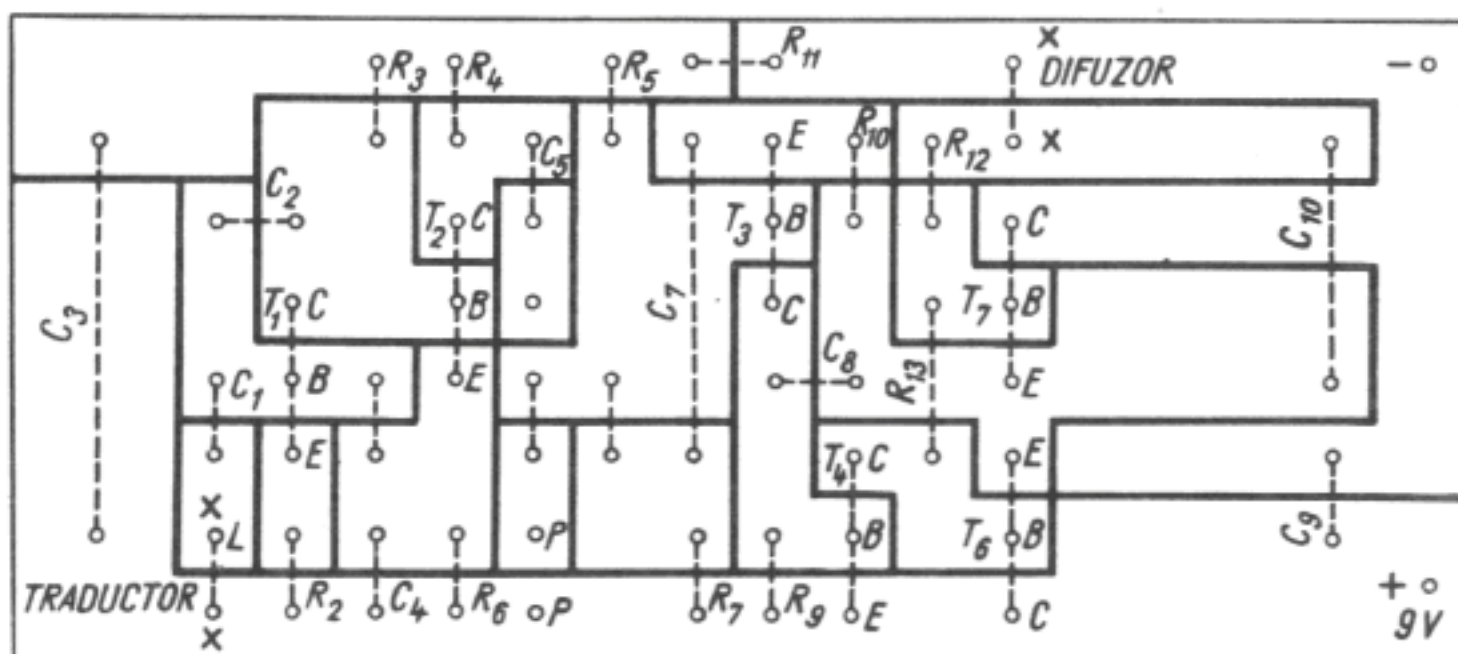 R3 R4 R5 R11 X DIFUZOR −
C5 E R10 R12 X
C2 T2 C T3 B C C10
T1 C B C7 C T7 B
C3 C1 B E C8 R13 E
E T4 C E
X L P B T6 B C9
TRADUCTOR X R2 C4 R6 P R7 R9 E C + 9V